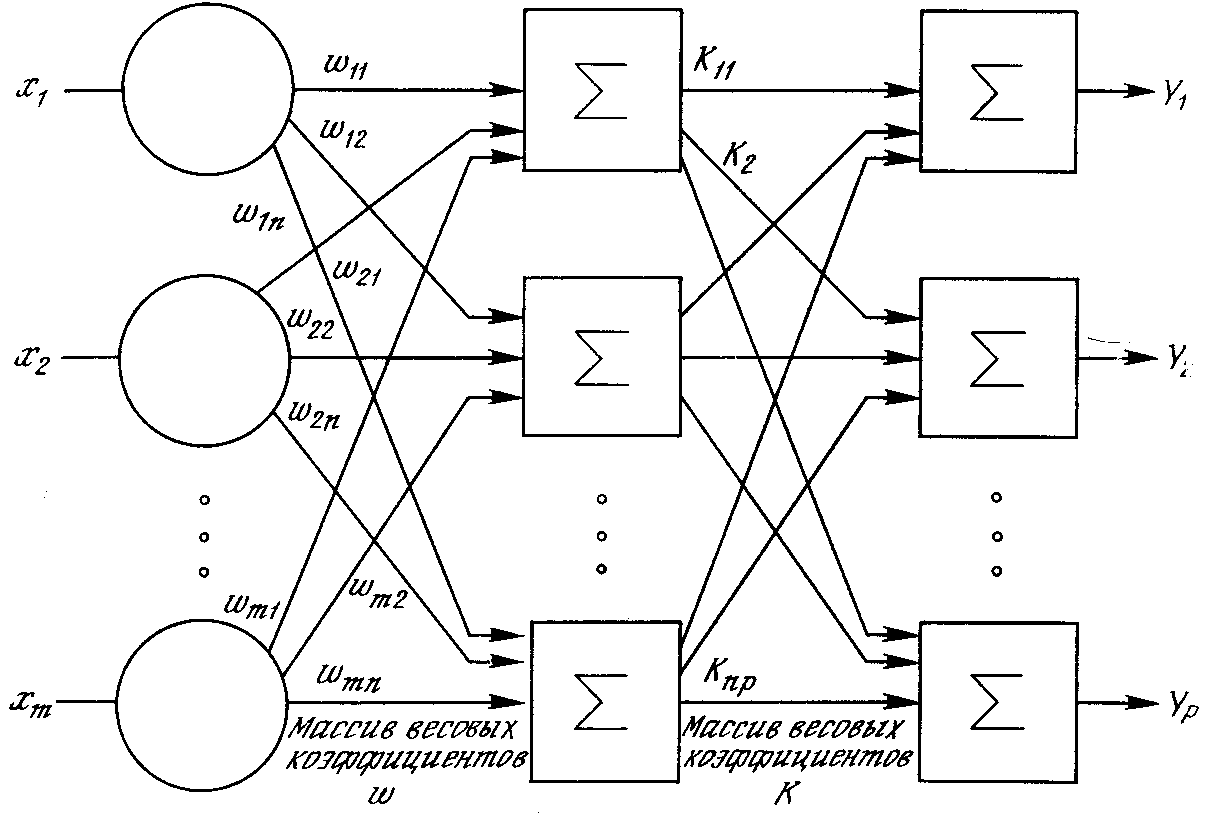 x1
w11
Σ
K11
Σ
Y1
w12
K2
w1n
w21
x2
w22
Σ
Σ
Y2
w2n
wm1
wm2
xm
wmn
Σ
Kпр
Σ
Yp
Массив весовых
коэффициентов
w
Массив весовых
коэффициентов
K